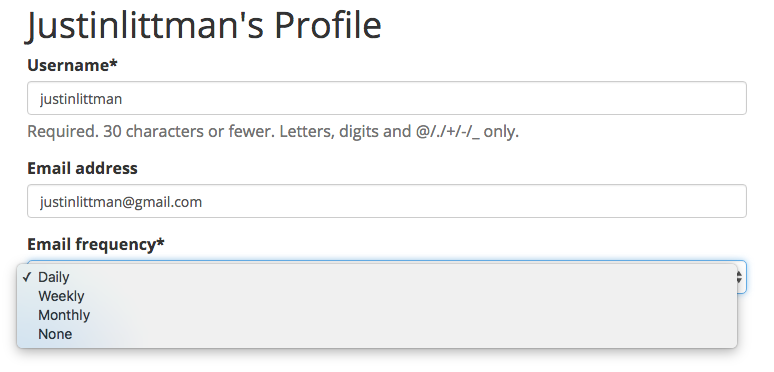 Justinlittman's Profile
Username*
justinlittman
Required. 30 characters or fewer. Letters, digits and @/./+/-/_ only.
Email address
justinlittman@gmail.com
Email frequency*
✓ Daily
Weekly
Monthly
None